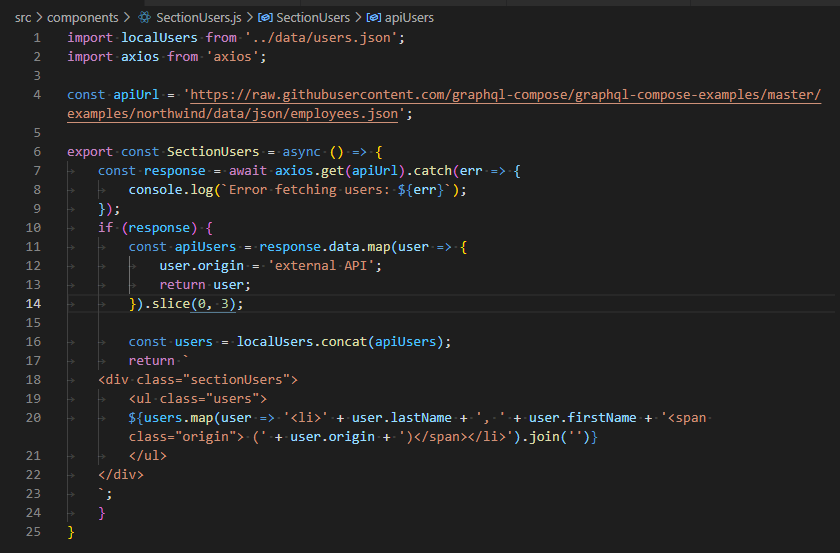 src > components > SectionUsers.js > SectionUsers > apiUsers
1 import localUsers from '../data/users.json';
2 import axios from 'axios';
3
4 const apiUrl = 'https://raw.githubusercontent.com/graphql-compose/graphql-compose-examples/master/
examples/northwind/data/json/employees.json';
5
6 export const SectionUsers = async () => {
7 const response = await axios.get(apiUrl).catch(err => {
8 console.log(`Error fetching users: ${err}`);
9 });
10 if (response) {
11 const apiUsers = response.data.map(user => {
12 user.origin = 'external API';
13 return user;
14 }).slice(0, 3);
15
16 const users = localUsers.concat(apiUsers);
17 return `
18 <div class="sectionUsers">
19 <ul class="users">
20 ${users.map(user => '<li>' + user.lastName + ', ' + user.firstName + '<span
class="origin"> (' + user.origin + ')</span></li>').join('')}
21 </ul>
22 </div>
23 `;
24 }
25 }